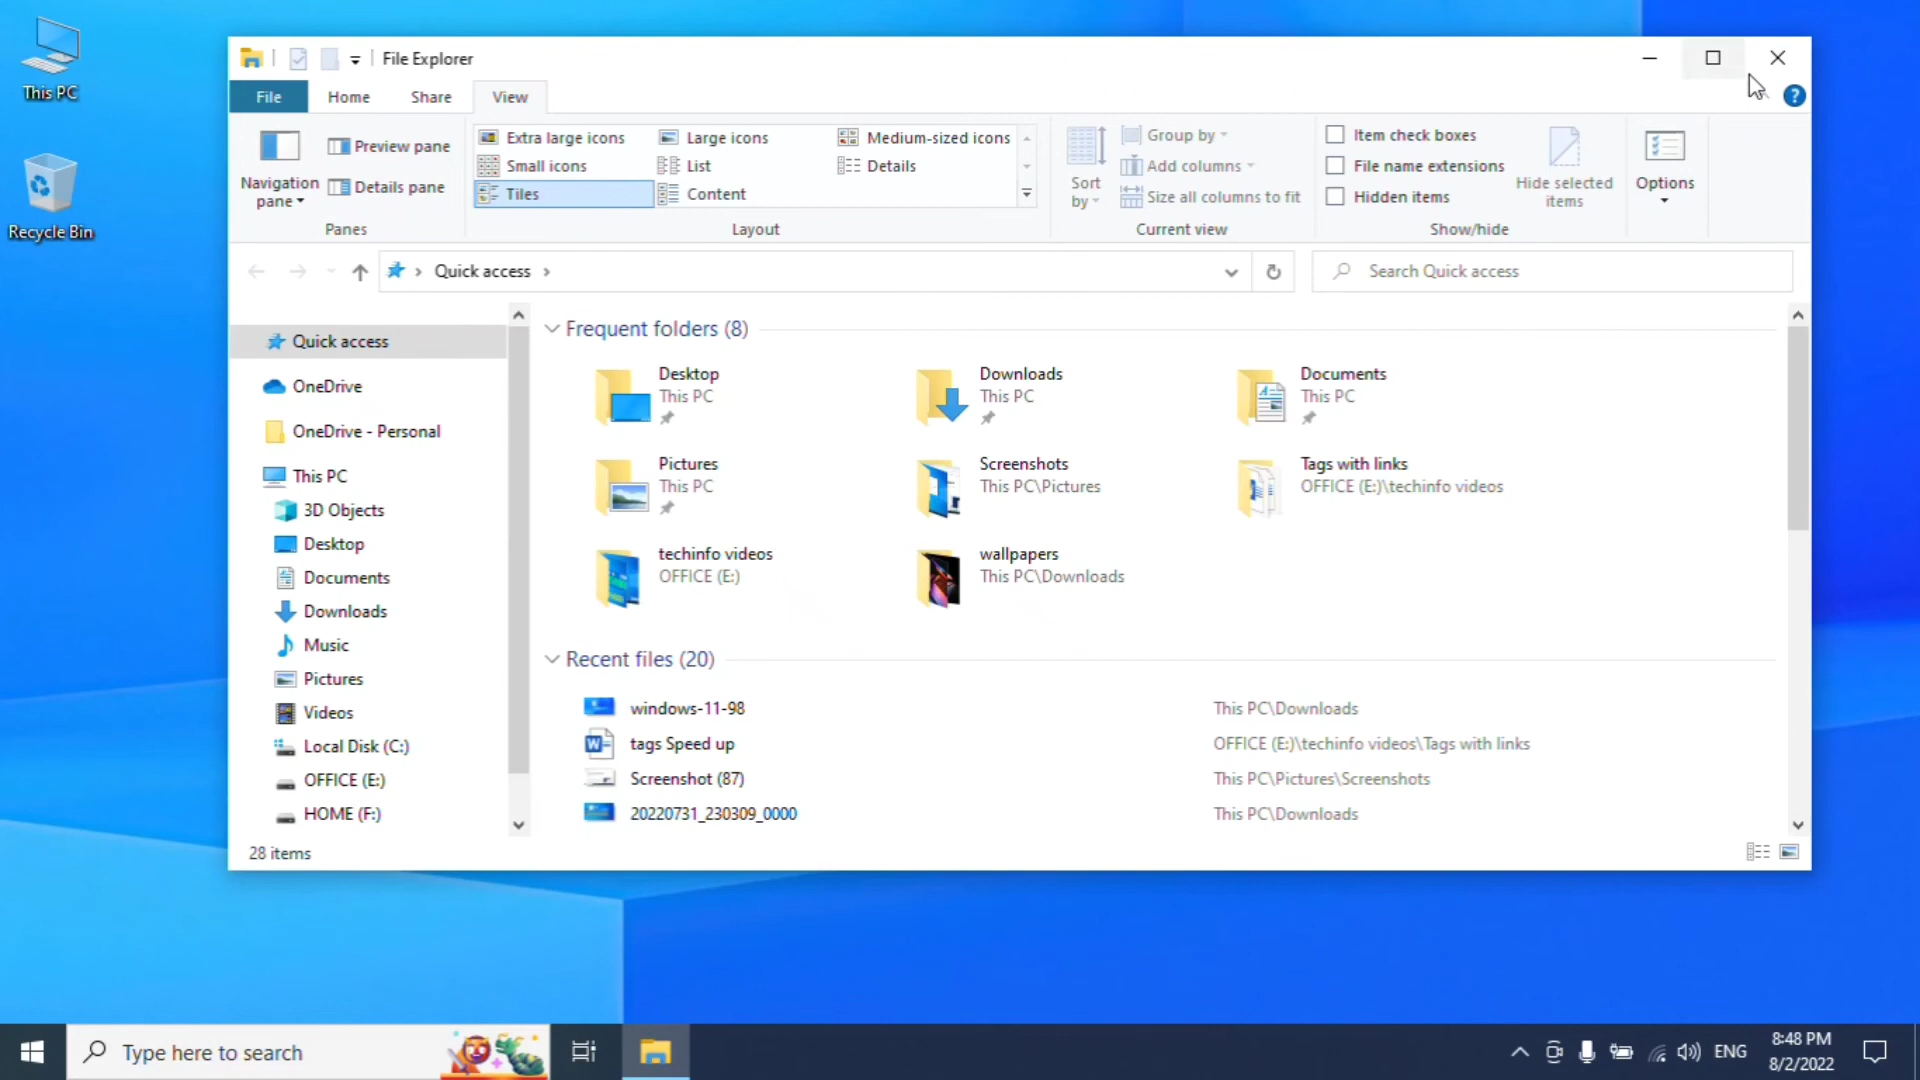 This PC
Recycle Bin
File Explorer
File Home Share View
Navigation pane
Preview pane
Details pane
Panes
Extra large icons Large icons Medium-sized icons
Small icons List Details
Tiles Content
Layout
Sort by
Group by
Add columns
Size all columns to fit
Current view
Item check boxes
File name extensions
Hidden items
Hide selected items
Show/hide
Options
Quick access
Search Quick access
Quick access
OneDrive
OneDrive - Personal
This PC
3D Objects
Desktop
Documents
Downloads
Music
Pictures
Videos
Local Disk (C:)
OFFICE (E:)
HOME (F:)
Frequent folders (8)
Desktop
This PC
Downloads
This PC
Documents
This PC
Pictures
This PC
Screenshots
This PC\Pictures
Tags with links
OFFICE (E:)\techinfo videos
techinfo videos
OFFICE (E:)
wallpapers
This PC\Downloads
Recent files (20)
windows-11-98 This PC\Downloads
tags Speed up OFFICE (E:)\techinfo videos\Tags with links
Screenshot (87) This PC\Pictures\Screenshots
20220731_230309_0000 This PC\Downloads
28 items
Type here to search
ENG
8:48 PM
8/2/2022